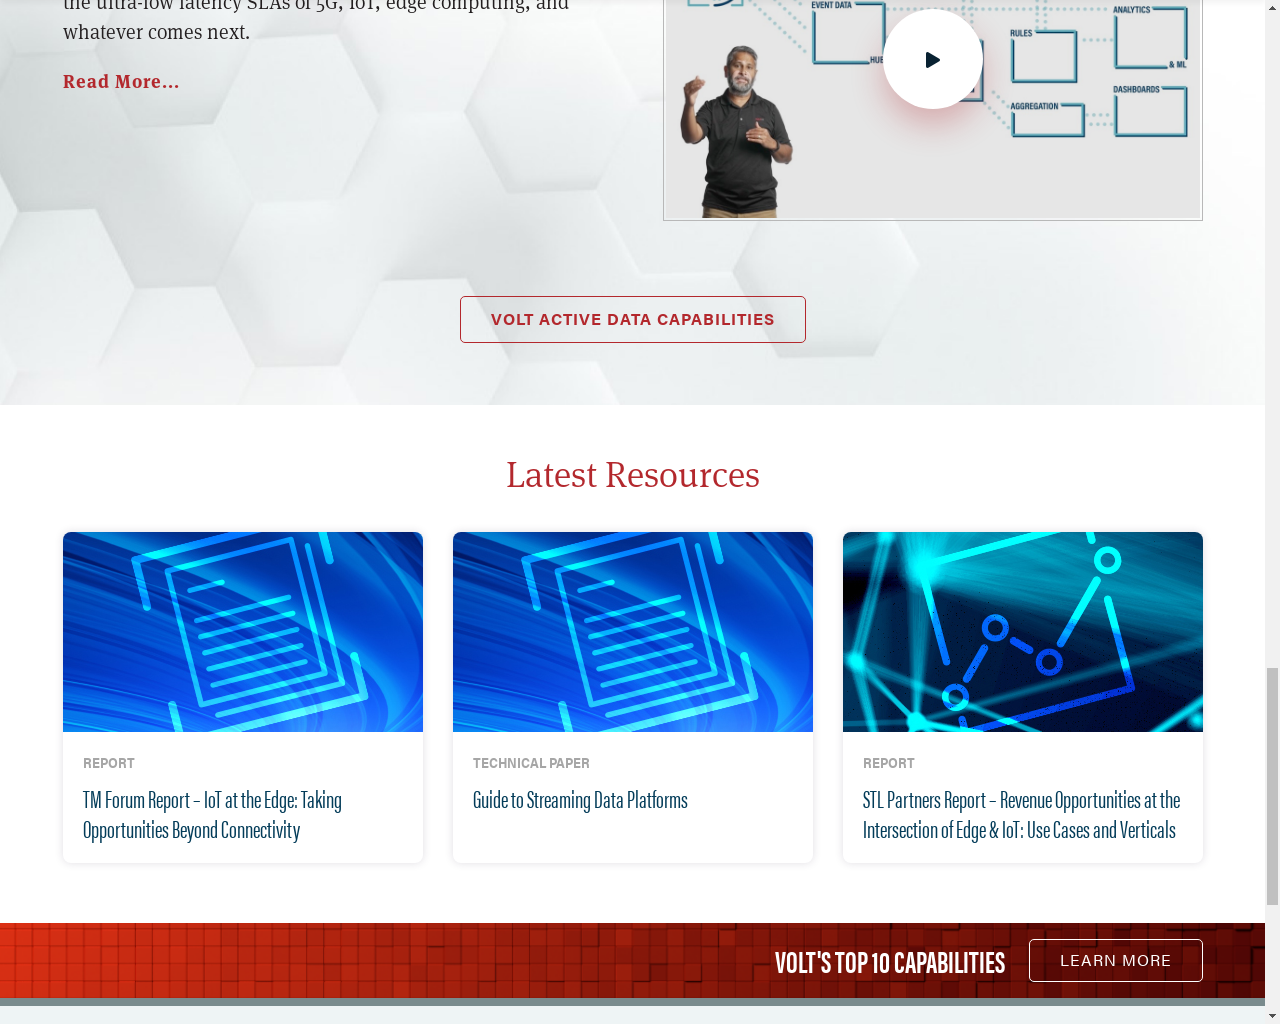 the ultra-low latency SLAs of 5G, IoT, edge computing, and
whatever comes next.
Read More...
EVENT DATA
HUB
RULES
AGGREGATION
ANALYTICS
& ML
DASHBOARDS
VOLT ACTIVE DATA CAPABILITIES
Latest Resources
REPORT
TM Forum Report – IoT at the Edge: Taking
Opportunities Beyond Connectivity
TECHNICAL PAPER
Guide to Streaming Data Platforms
REPORT
STL Partners Report – Revenue Opportunities at the
Intersection of Edge & IoT: Use Cases and Verticals
VOLT'S TOP 10 CAPABILITIES
LEARN MORE